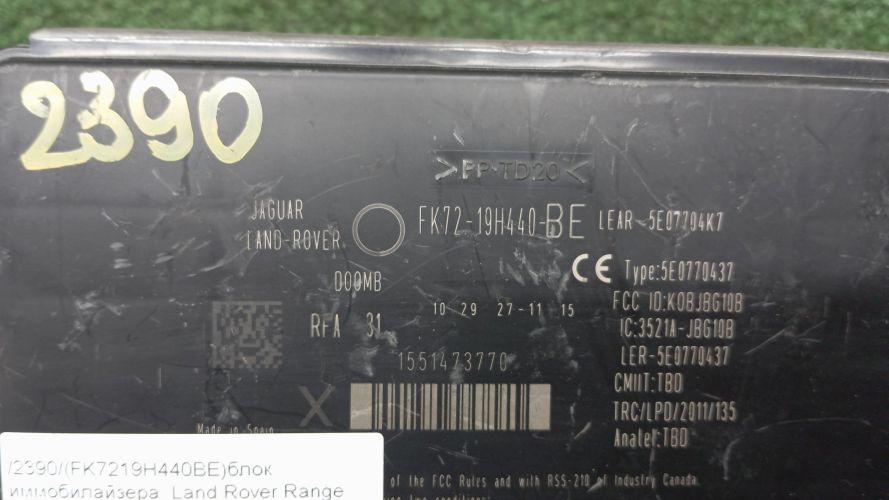 2390
>PP-TD20<
JAGUAR
LAND-ROVER
FK72-19H440-BE LEAR -5E07704K7
CE Type:5E0770437
D00MB
FCC ID:KOBJBG10B
10 29 27-11 15
RFA 31
IC:3521A-JBG10B
LER-5E0770437
1551473770
CMIIT:TBD
X
TRC/LPD/2011/135
Made in Spain
Anatel:TBD
/2390/(FK7219H440BE)блок
иммобилайзера Land Rover Range
of the FCC Rules and with RSS-210 of Industry Canada.
two conditions: